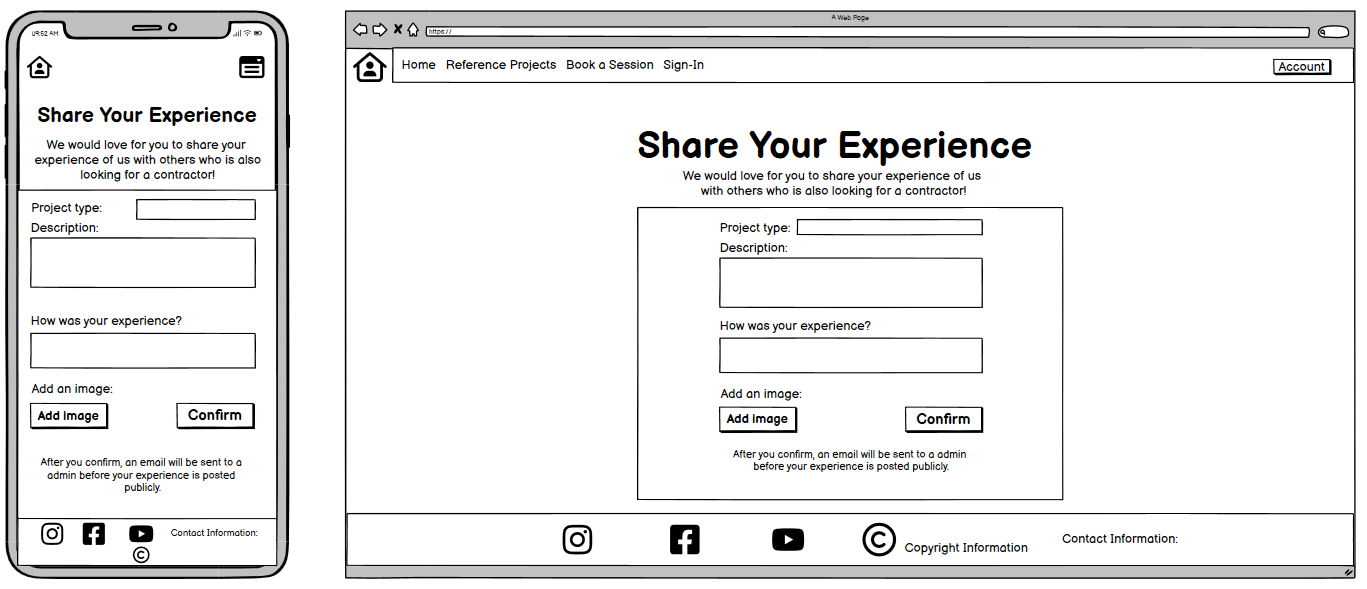 09:52 AM
Share Your Experience
We would love for you to share your
experience of us with others who is also
looking for a contractor!
Project type:
Description:
How was your experience?
Add an image:
Add image
Confirm
After you confirm, an email will be sent to a
admin before your experience is posted
publicly.
Contact Information:
A Web Page
https://
Home Reference Projects Book a Session Sign-In
Account
Share Your Experience
We would love for you to share your experience of us
with others who is also looking for a contractor!
Project type:
Description:
How was your experience?
Add an image:
Add image
Confirm
After you confirm, an email will be sent to a admin
before your experience is posted publicly.
Copyright Information
Contact Information: